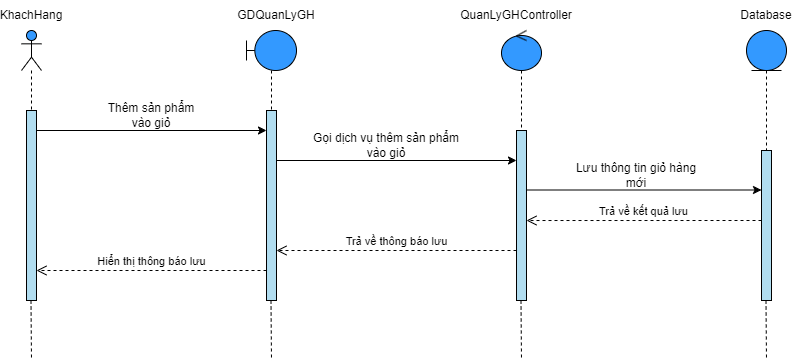 KhachHang
GDQuanLyGH
QuanLyGHController
Database
Thêm sản phẩm
vào giỏ
Gọi dịch vụ thêm sản phẩm
vào giỏ
Lưu thông tin giỏ hàng
mới
Trả về kết quả lưu
Trả về thông báo lưu
Hiển thị thông báo lưu